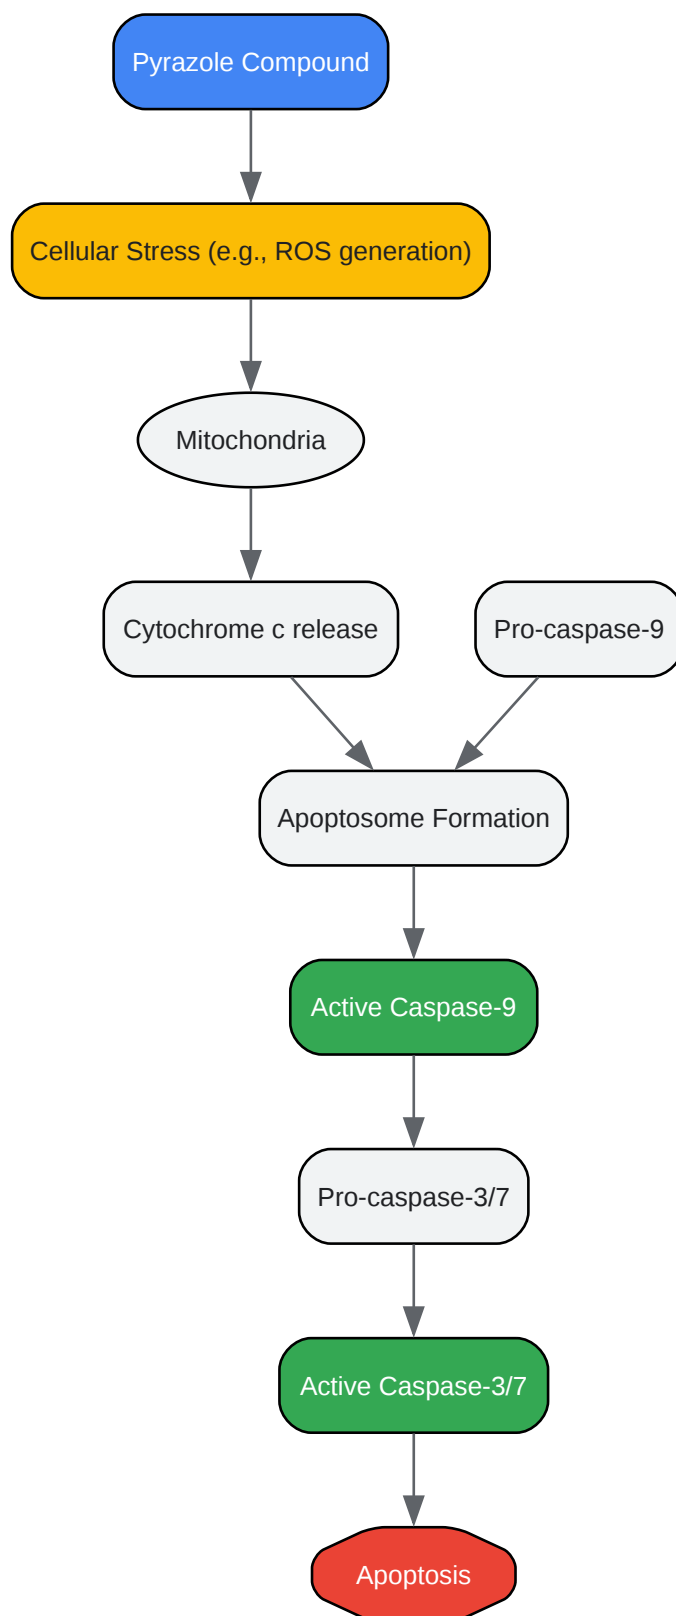 Pyrazole Compound
Cellular Stress (e.g., ROS generation)
Mitochondria
Cytochrome c release
Pro-caspase-9
Apoptosome Formation
Active Caspase-9
Pro-caspase-3/7
Active Caspase-3/7
Apoptosis